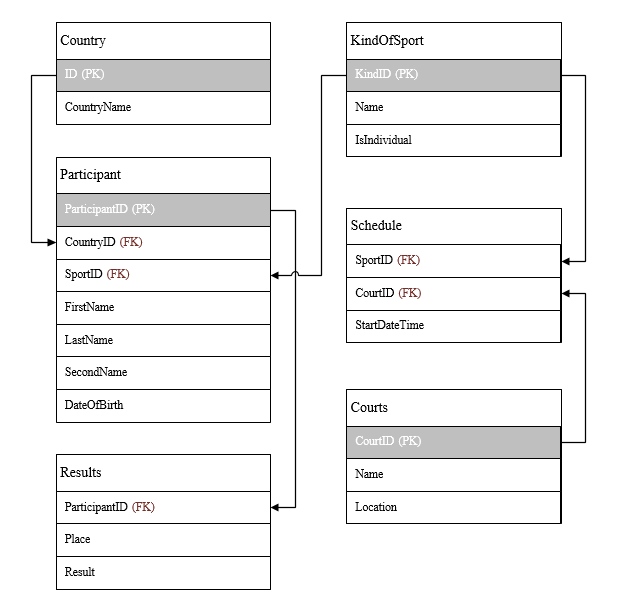 Country
ID (PK)
CountryName
Participant
ParticipantID (PK)
CountryID (FK)
SportID (FK)
FirstName
LastName
SecondName
DateOfBirth
Results
ParticipantID (FK)
Place
Result
KindOfSport
KindID (PK)
Name
IsIndividual
Schedule
SportID (FK)
CourtID (FK)
StartDateTime
Courts
CourtID (PK)
Name
Location